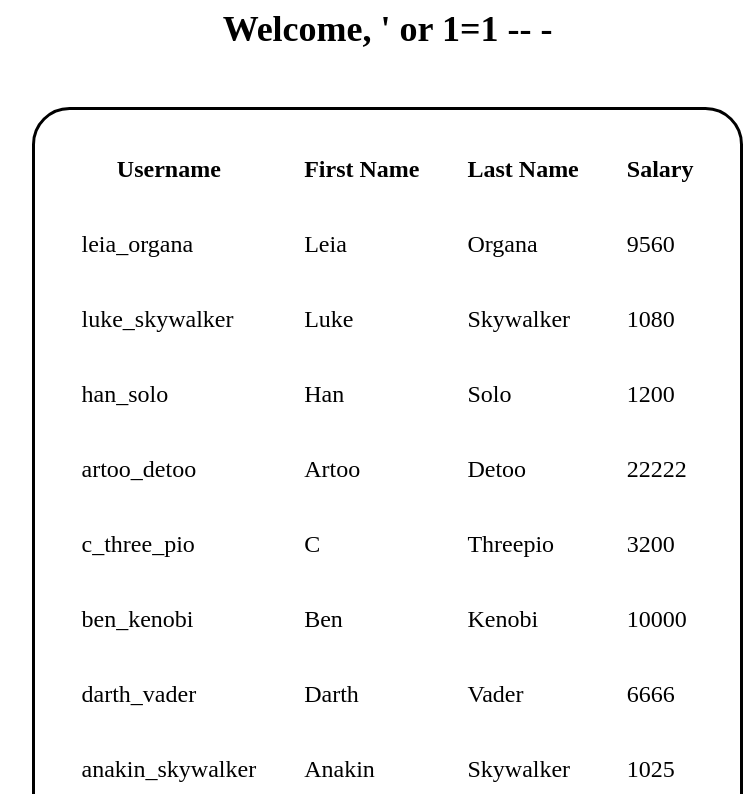 Welcome, ' or 1=1 -- -
Username First Name Last Name Salary
leia_organa Leia Organa 9560
luke_skywalker Luke Skywalker 1080
han_solo Han Solo 1200
artoo_detoo Artoo Detoo 22222
c_three_pio C Threepio 3200
ben_kenobi Ben Kenobi 10000
darth_vader Darth Vader 6666
anakin_skywalker Anakin Skywalker 1025